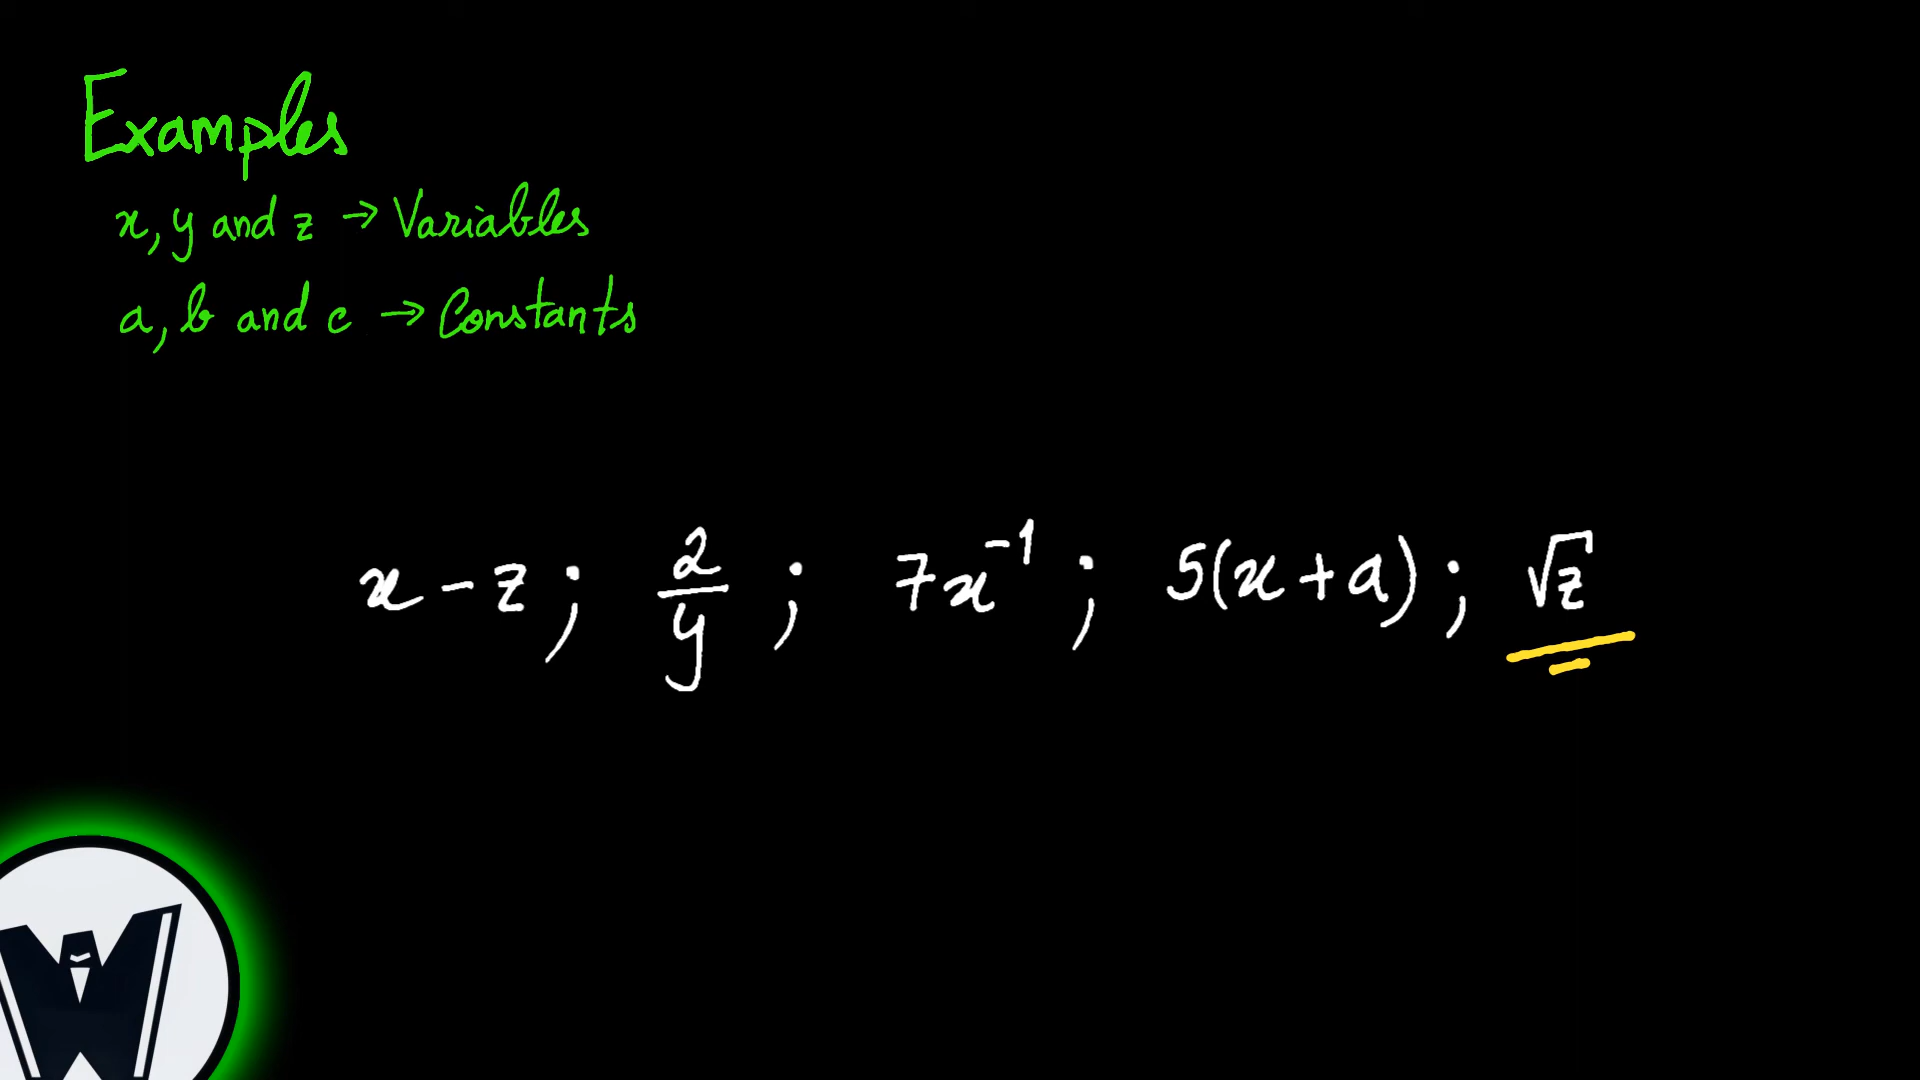 Examples
x, y and z → Variables
a, b and c → Constants
x - z ; 2/y ; 7x⁻¹ ; 5(x + a) ; √z
W